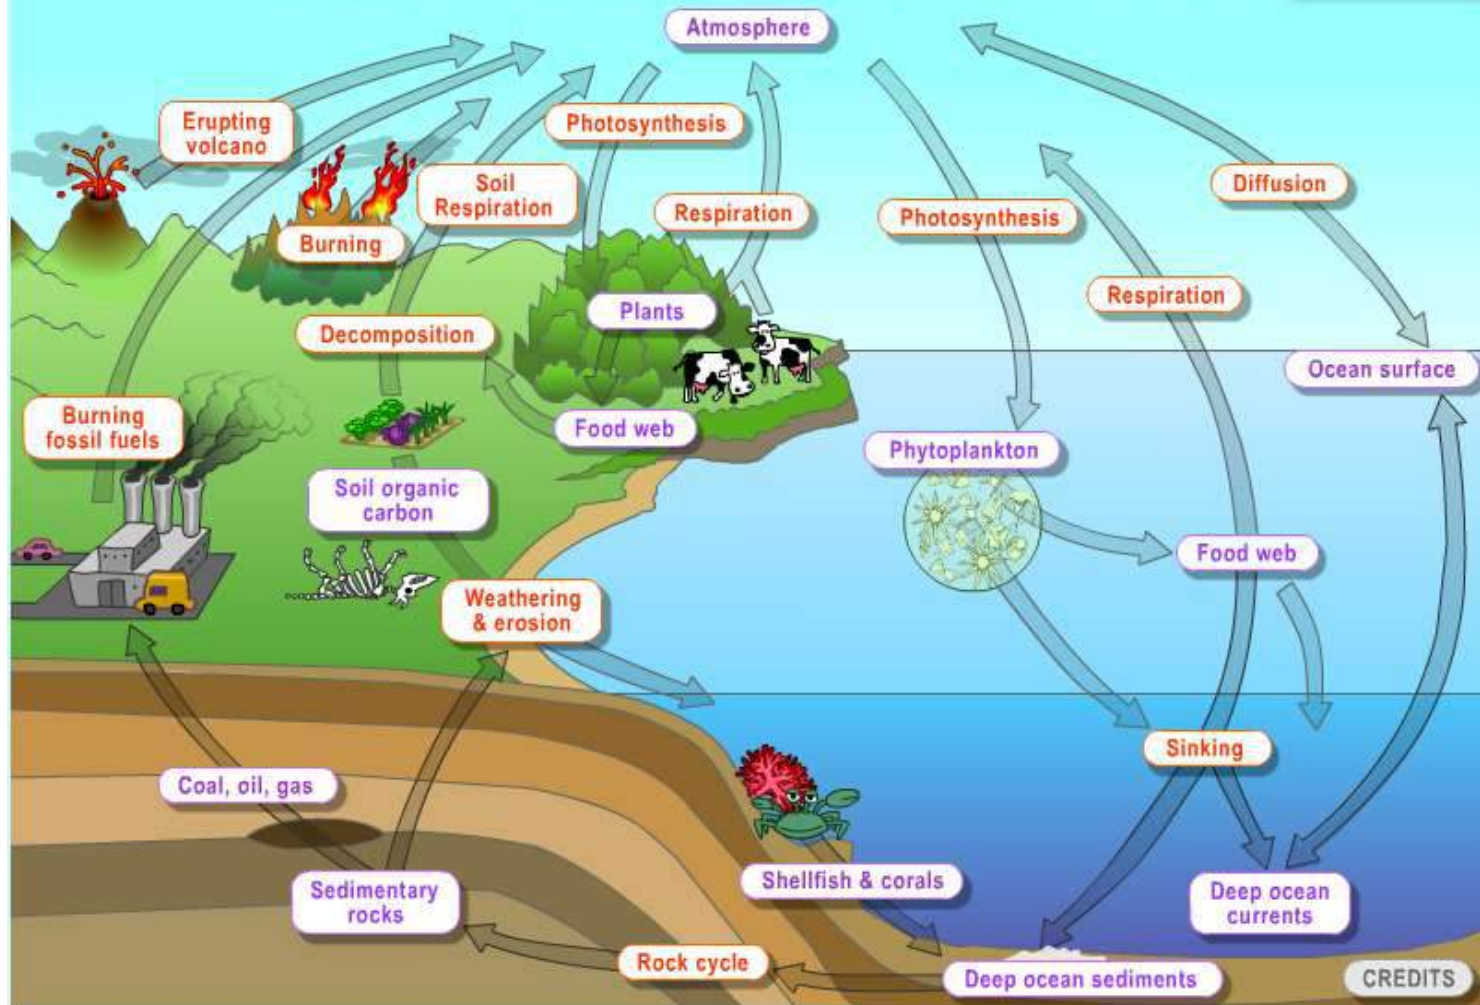 Atmosphere
Erupting
volcano
Photosynthesis
Burning
Soil
Respiration
Respiration
Photosynthesis
Diffusion
Decomposition
Plants
Respiration
Ocean surface
Burning
fossil fuels
Food web
Phytoplankton
Soil organic
carbon
Food web
Weathering
& erosion
Sinking
Coal, oil, gas
Sedimentary
rocks
Shellfish & corals
Deep ocean
currents
Rock cycle
Deep ocean sediments
CREDITS